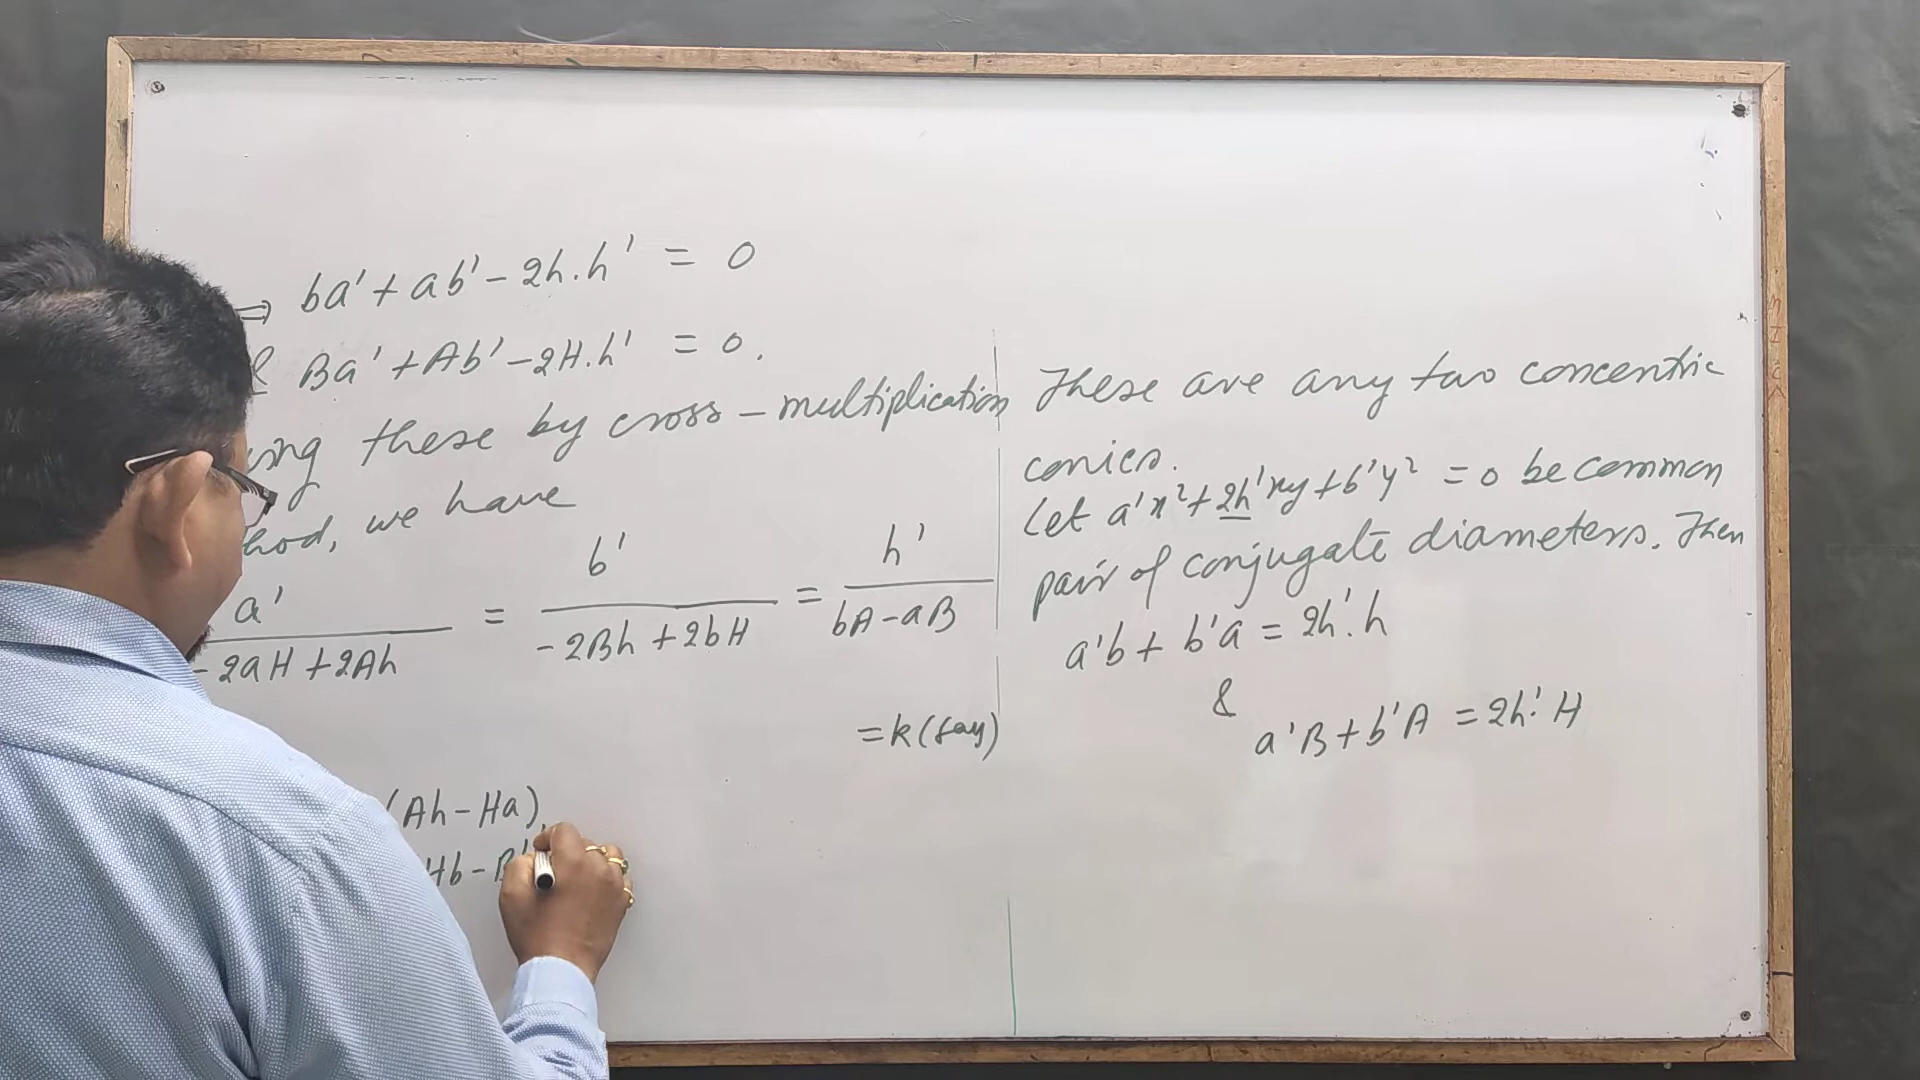 ⇒ ba' + ab' - 2h.h' = 0
& Ba' + Ab' - 2H.h' = 0.
these by cross-multiplication
we have
a' / (-2aH + 2Ah) = b' / (-2Bh + 2bH) = h' / (bA - aB)
= k (say)
(Ah - Ha),
Hb - B
These are any two concentric
conics.
Let a'x² + 2h'xy + b'y² = 0 be common
pair of conjugate diameters. Then
a'b + b'a = 2h'.h
&
a'B + b'A = 2h'.H